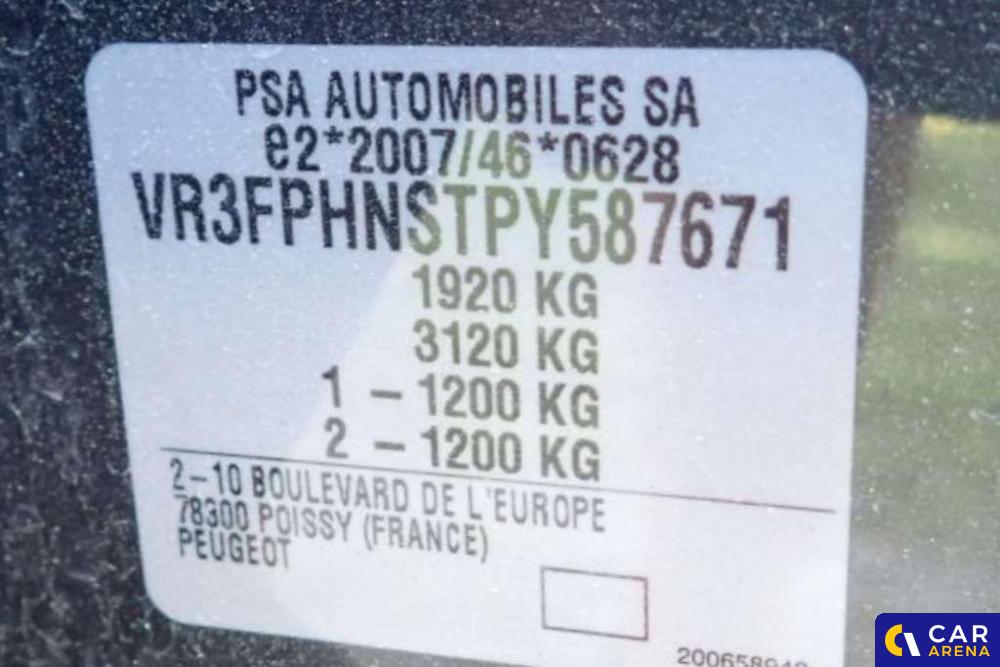 PSA AUTOMOBILES SA
e2*2007/46*0628
VR3FPHNSTPY587671
1920 KG
3120 KG
1 – 1200 KG
2 – 1200 KG
2–10 BOULEVARD DE L'EUROPE
78300 POISSY (FRANCE)
PEUGEOT
CAR
ARENA